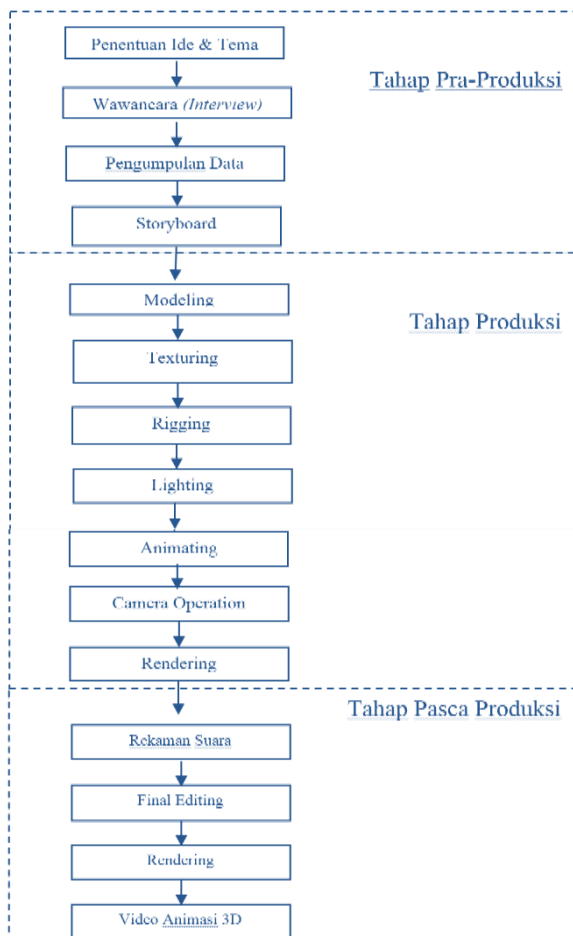 Penentuan Ide & Tema
Tahap Pra-Produksi
Wawancara (Interview)
Pengumpulan Data
Storyboard
Modeling
Tahap Produksi
Texturing
Rigging
Lighting
Animating
Camera Operation
Rendering
Tahap Pasca Produksi
Rekaman Suara
Final Editing
Rendering
Video Animasi 3D